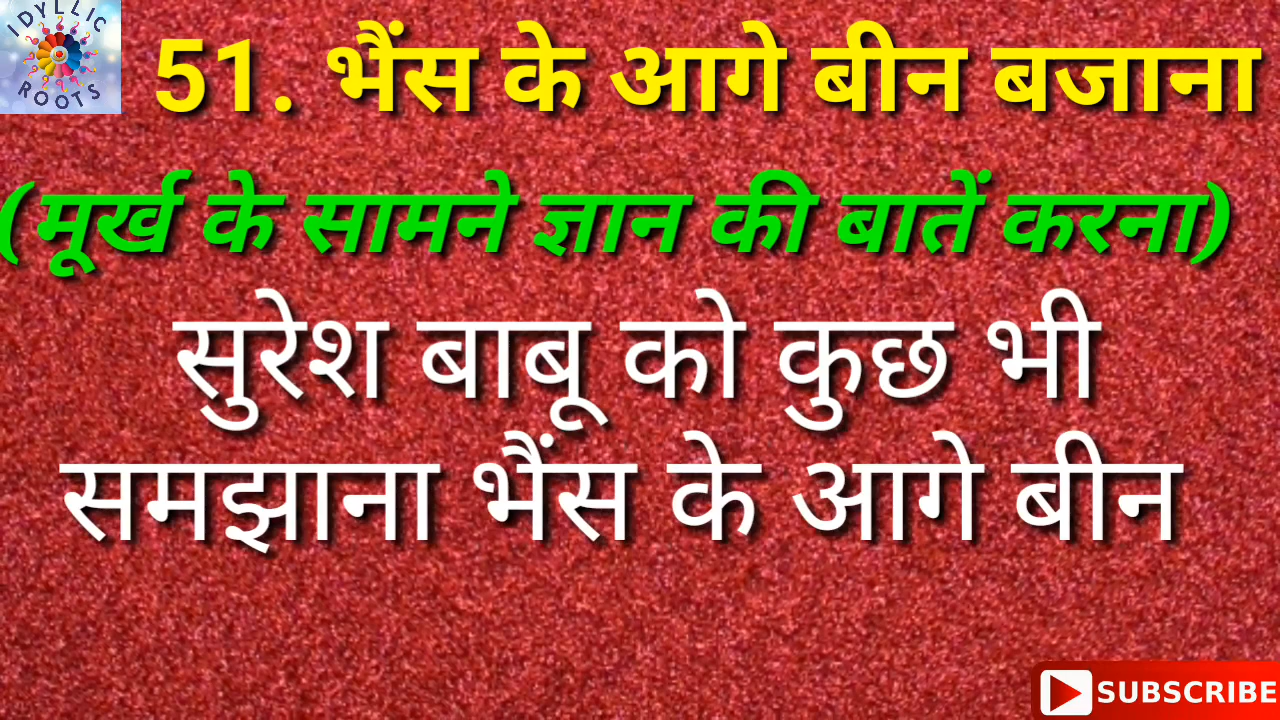 IDYLLIC
ROOTS
51. भैंस के आगे बीन बजाना
(मूर्ख के सामने ज्ञान की बातें करना)
सुरेश बाबू को कुछ भी
समझाना भैंस के आगे बीन
SUBSCRIBE